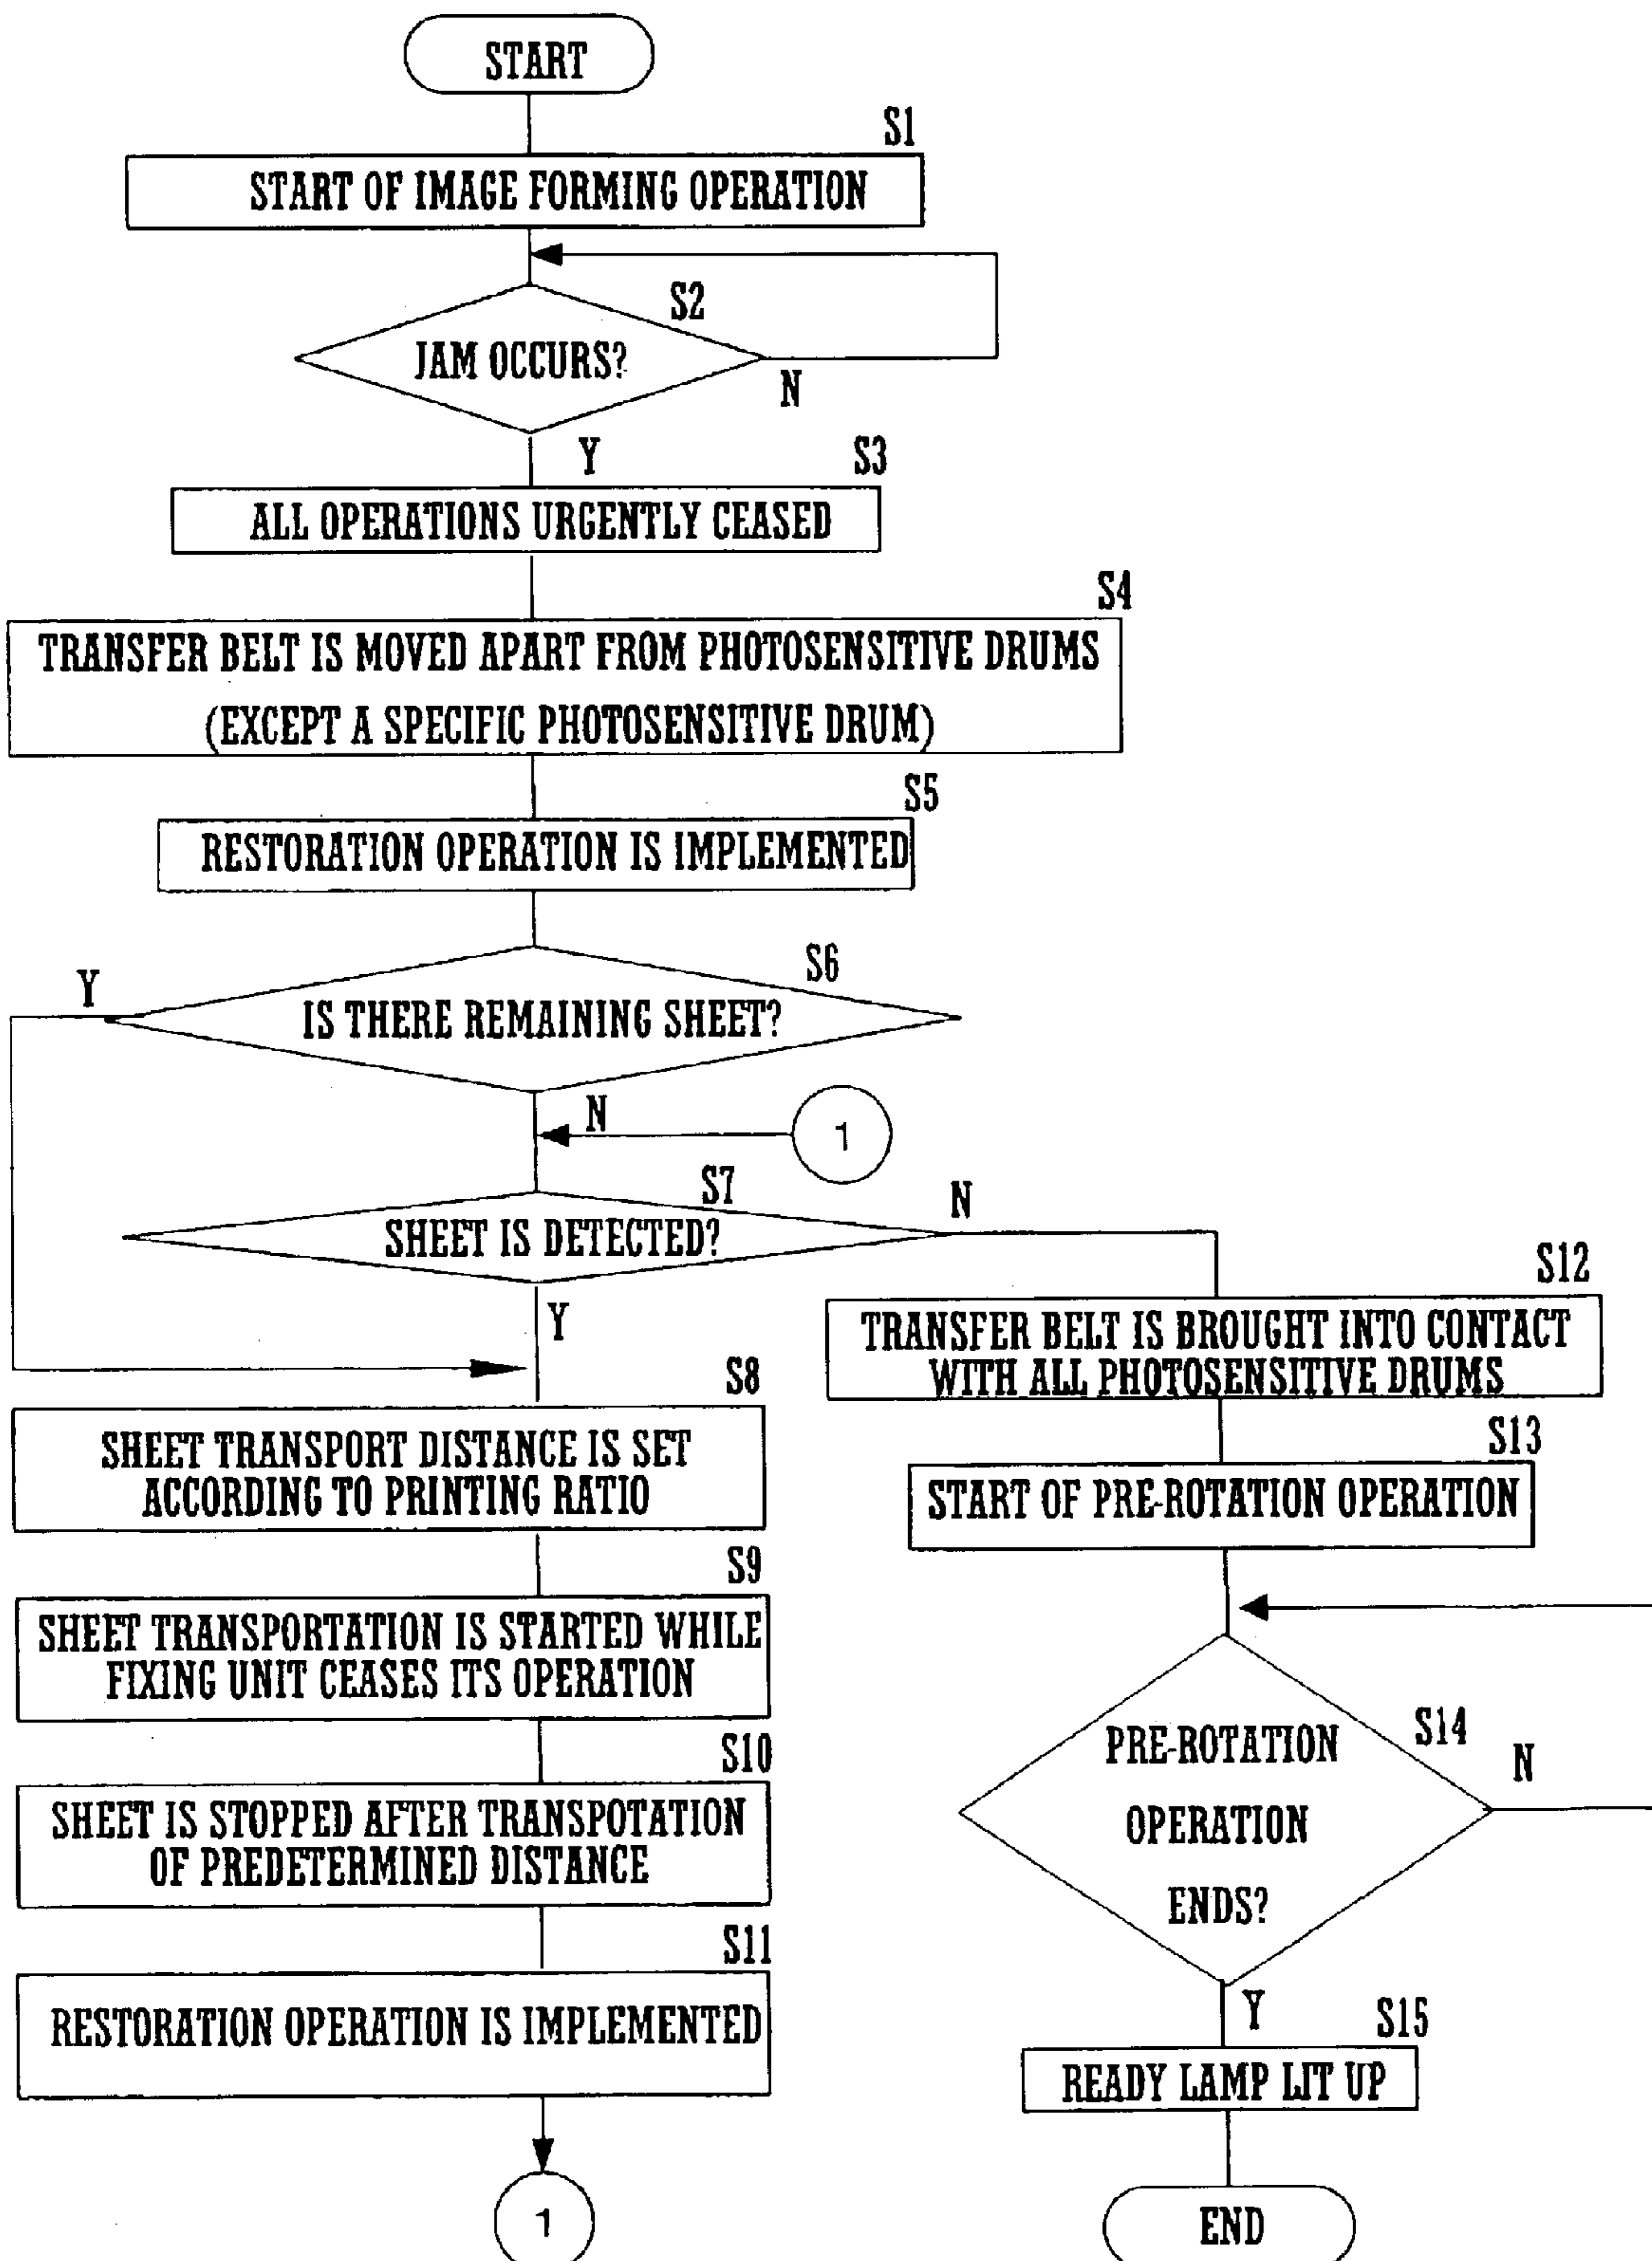 START
S1
START OF IMAGE FORMING OPERATION
S2
JAM OCCURS?
N
Y
S3
ALL OPERATIONS URGENTLY CEASED
S4
TRANSFER BELT IS MOVED APART FROM PHOTOSENSITIVE DRUMS
(EXCEPT A SPECIFIC PHOTOSENSITIVE DRUM)
S5
RESTORATION OPERATION IS IMPLEMENTED
S6
Y
IS THERE REMAINING SHEET?
N
1
S7
N
SHEET IS DETECTED?
Y
S8
SHEET TRANSPORT DISTANCE IS SET
ACCORDING TO PRINTING RATIO
S9
SHEET TRANSPORTATION IS STARTED WHILE
FIXING UNIT CEASES ITS OPERATION
S10
SHEET IS STOPPED AFTER TRANSPOTATION
OF PREDETERMINED DISTANCE
S11
RESTORATION OPERATION IS IMPLEMENTED
1
S12
TRANSFER BELT IS BROUGHT INTO CONTACT
WITH ALL PHOTOSENSITIVE DRUMS
S13
START OF PRE-ROTATION OPERATION
S14
PRE-ROTATION
OPERATION
ENDS?
N
Y
S15
READY LAMP LIT UP
END